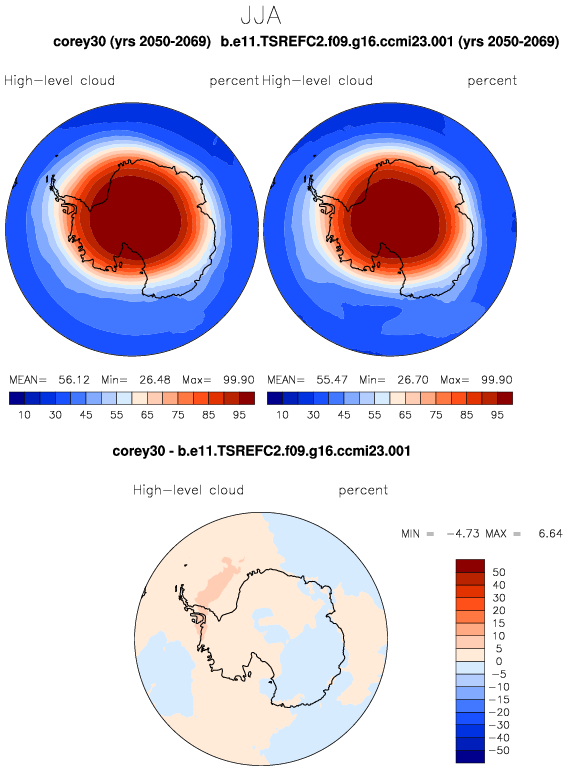 JJA
corey30 (yrs 2050-2069) b.e11.TSREFC2.f09.g16.ccmi23.001 (yrs 2050-2069)
High-level cloud percent High-level cloud percent
MEAN= 56.12 Min= 26.48 Max= 99.90 MEAN= 55.47 Min= 26.70 Max= 99.90
10 30 45 55 65 75 85 95 10 30 45 55 65 75 85 95
corey30 - b.e11.TSREFC2.f09.g16.ccmi23.001
High-level cloud percent
MIN = -4.73 MAX = 6.64
50
40
30
20
15
10
5
0
-5
-10
-15
-20
-30
-40
-50